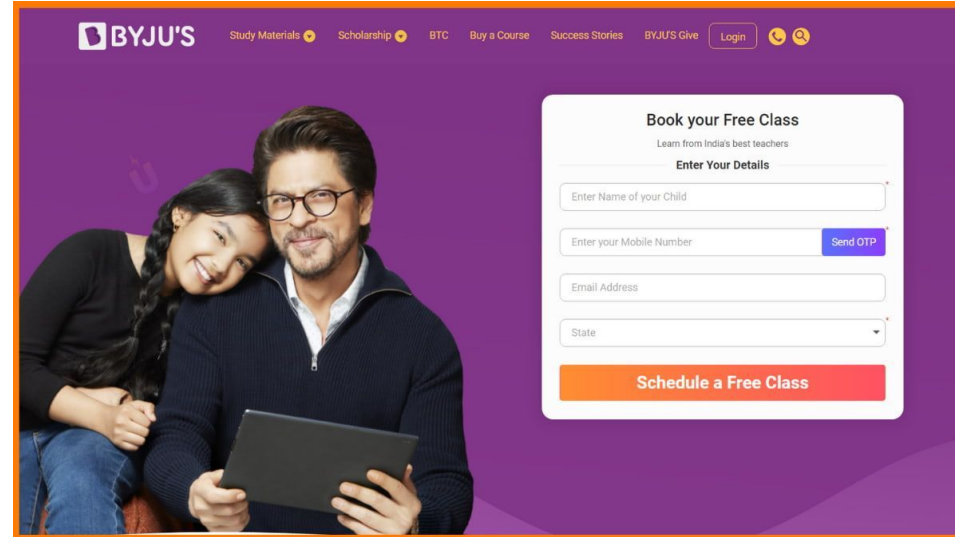 BYJU'S
Study Materials
Scholarship
BTC
Buy a Course
Success Stories
BYJU'S Give
Login
Book your Free Class
Learn from India's best teachers
Enter Your Details
Enter Name of your Child
*
Enter your Mobile Number
Send OTP
*
Email Address
State
*
Schedule a Free Class